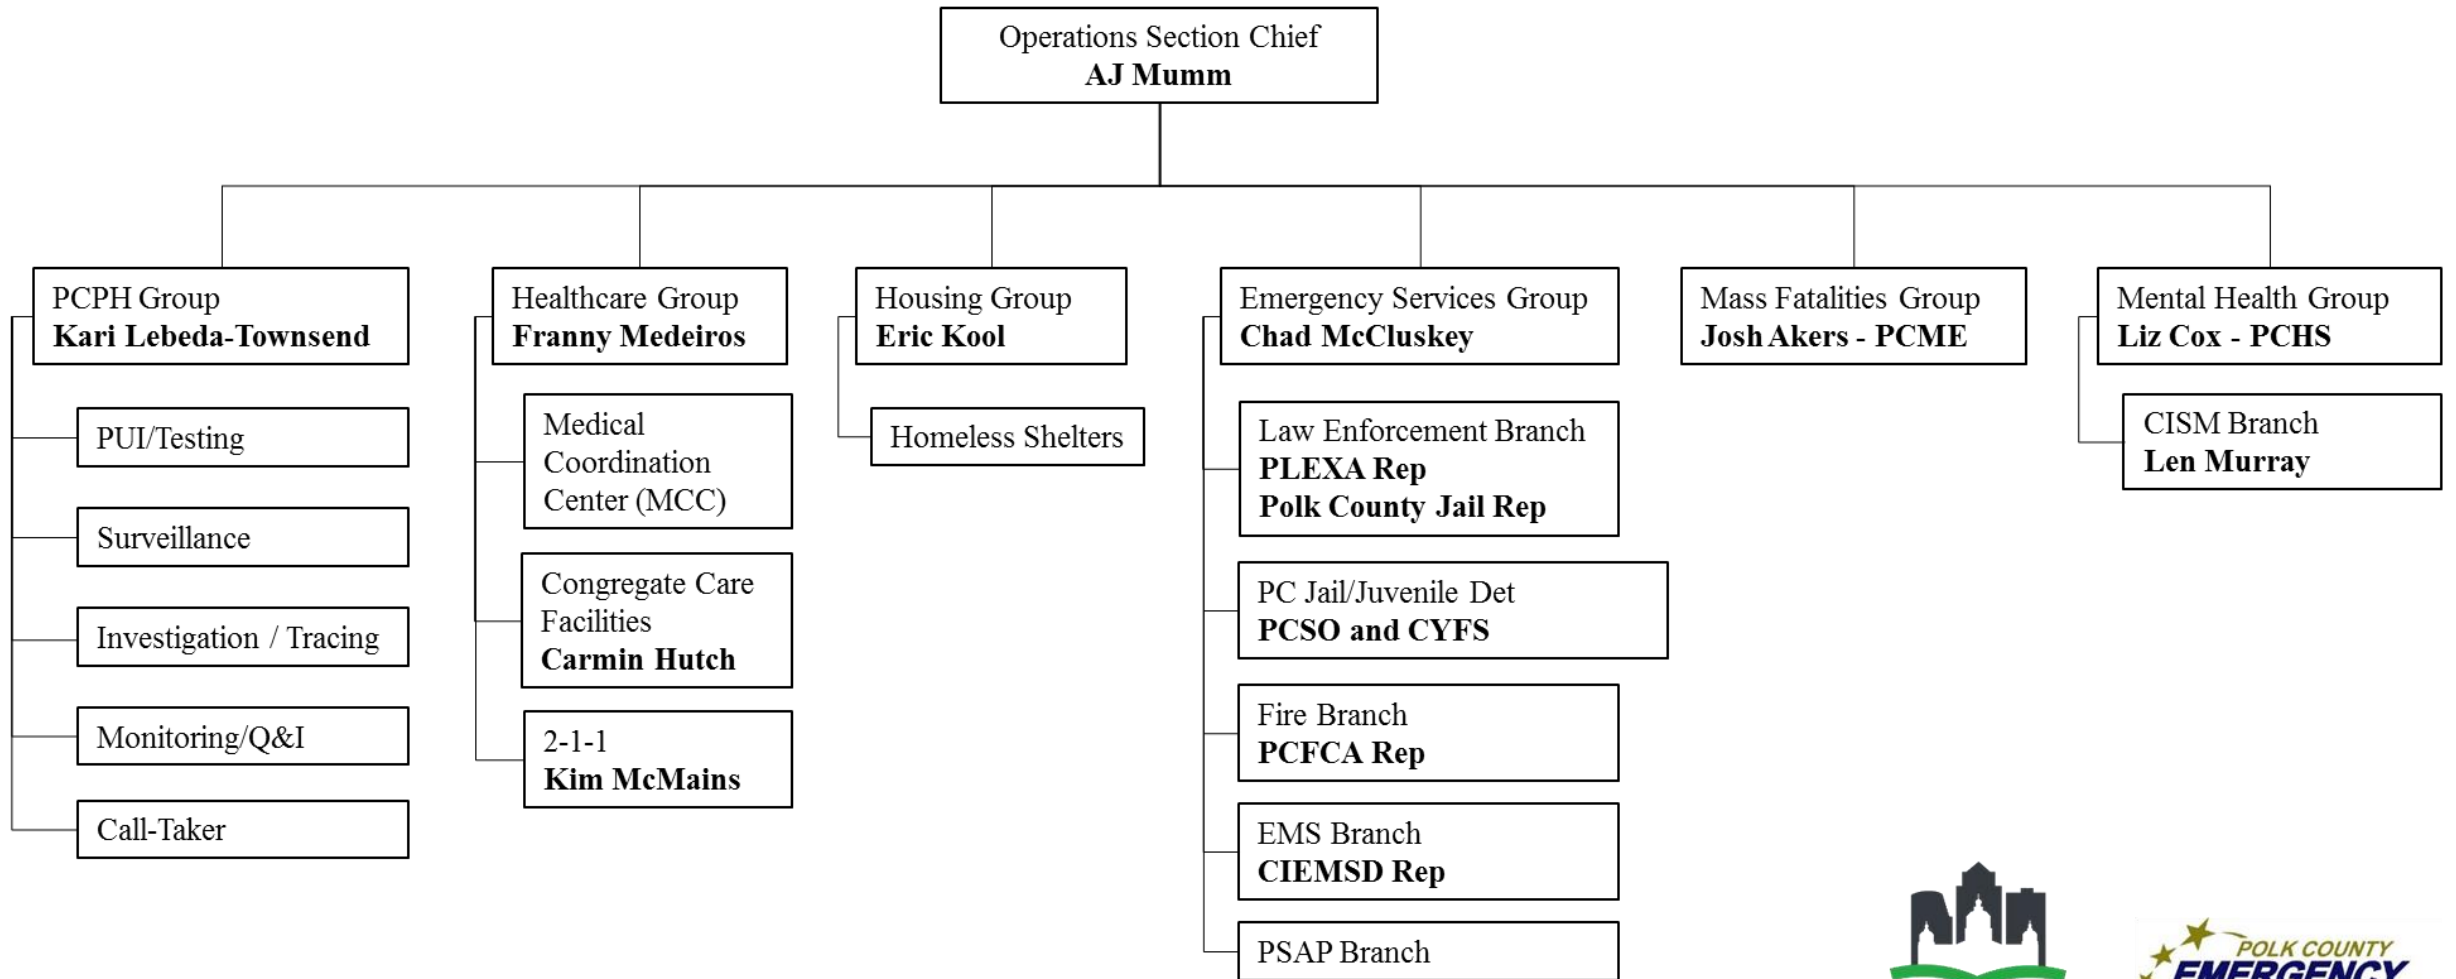 Operations Section Chief
AJ Mumm
PCPH Group
Kari Lebeda-Townsend
PUI/Testing
Surveillance
Investigation / Tracing
Monitoring/Q&I
Call-Taker
Healthcare Group
Franny Medeiros
Medical
Coordination
Center (MCC)
Congregate Care
Facilities
Carmin Hutch
2-1-1
Kim McMains
Housing Group
Eric Kool
Homeless Shelters
Emergency Services Group
Chad McCluskey
Law Enforcement Branch
PLEXA Rep
Polk County Jail Rep
PC Jail/Juvenile Det
PCSO and CYFS
Fire Branch
PCFCA Rep
EMS Branch
CIEMSD Rep
PSAP Branch
Mass Fatalities Group
Josh Akers - PCME
Mental Health Group
Liz Cox - PCHS
CISM Branch
Len Murray
POLK COUNTY
EMERGENCY